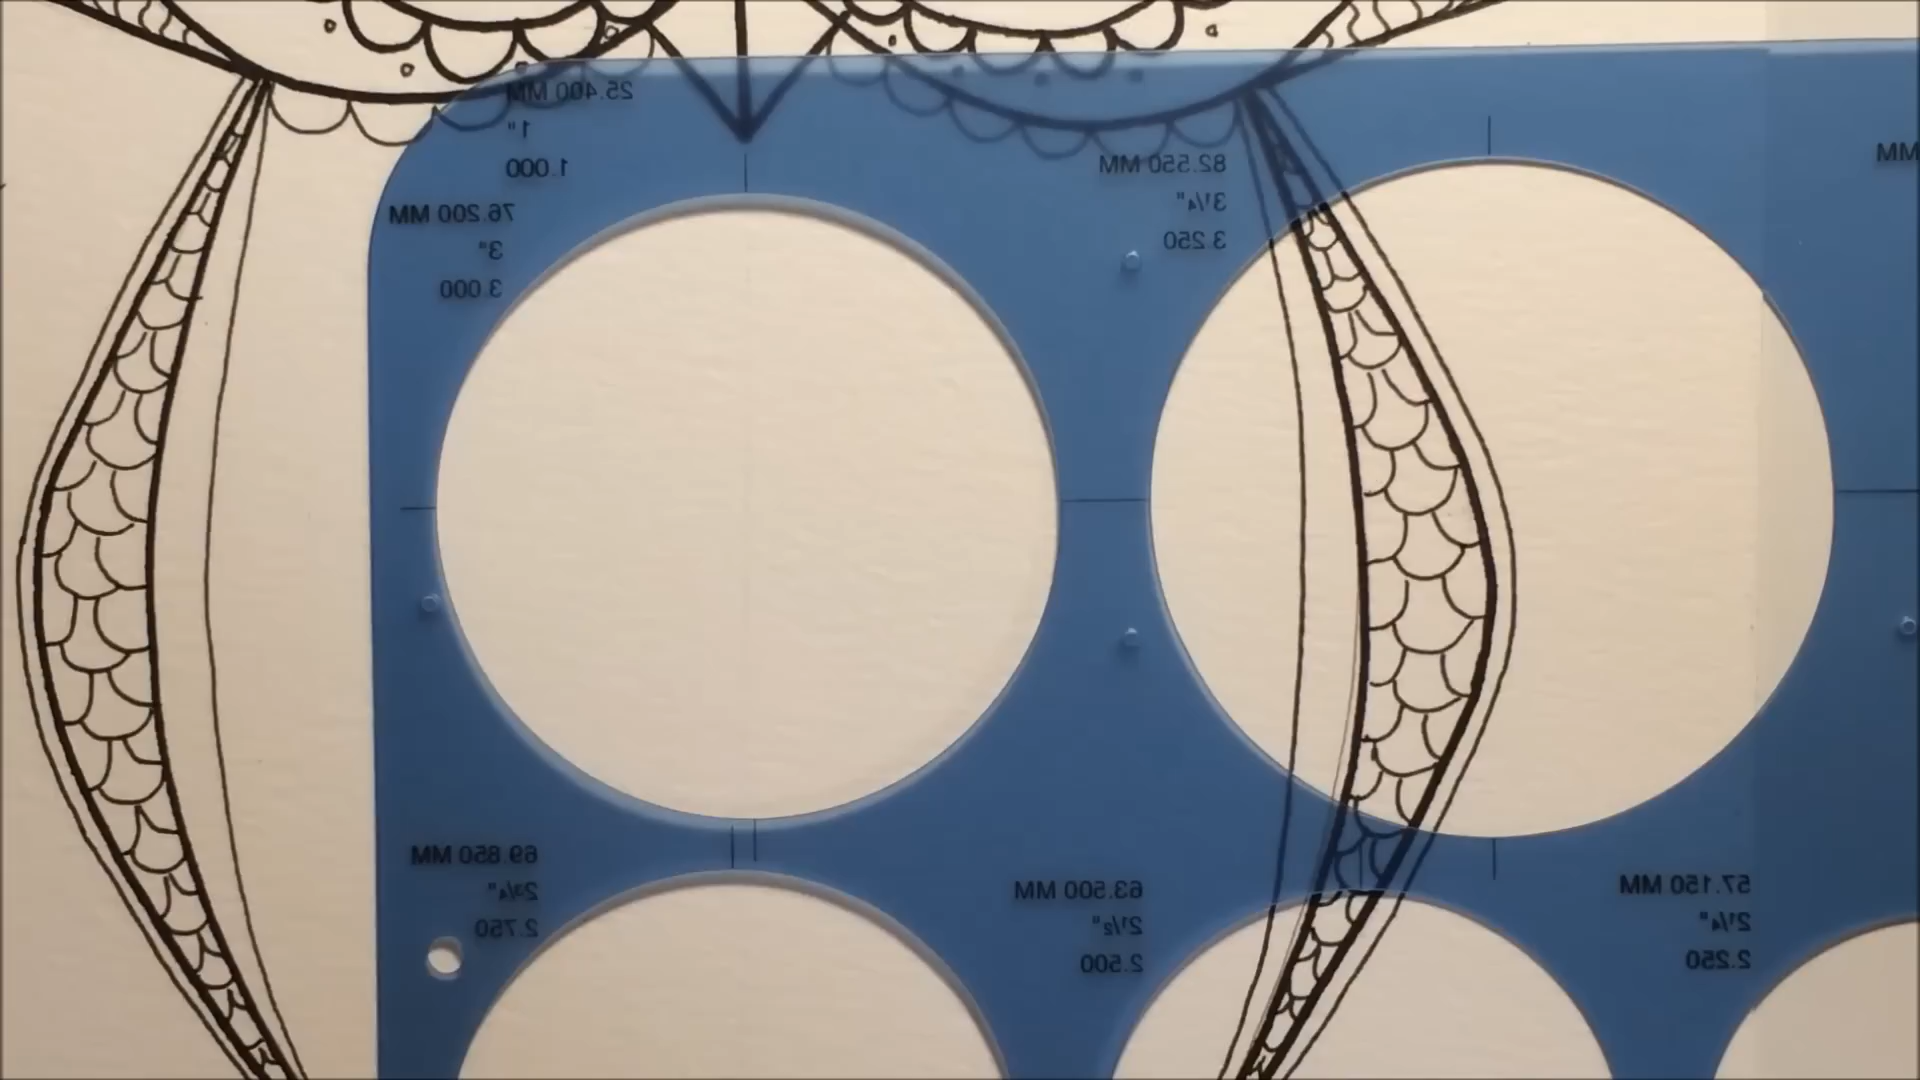 25.400 MM
1"
1.000
76.200 MM
3"
3.000
82.550 MM
3¼"
3.250
MM
69.850 MM
2¾"
2.750
63.500 MM
2½"
2.500
57.150 MM
2¼"
2.250